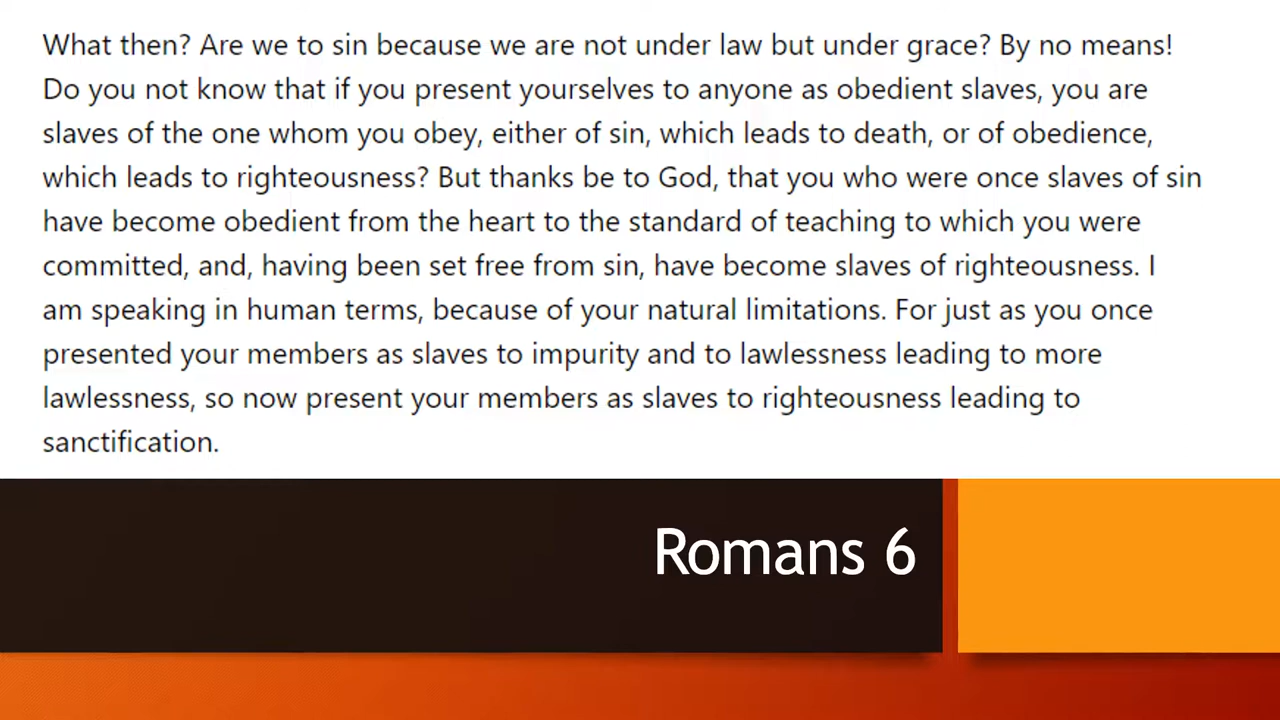 What then? Are we to sin because we are not under law but under grace? By no means!
Do you not know that if you present yourselves to anyone as obedient slaves, you are
slaves of the one whom you obey, either of sin, which leads to death, or of obedience,
which leads to righteousness? But thanks be to God, that you who were once slaves of sin
have become obedient from the heart to the standard of teaching to which you were
committed, and, having been set free from sin, have become slaves of righteousness. I
am speaking in human terms, because of your natural limitations. For just as you once
presented your members as slaves to impurity and to lawlessness leading to more
lawlessness, so now present your members as slaves to righteousness leading to
sanctification.
Romans 6